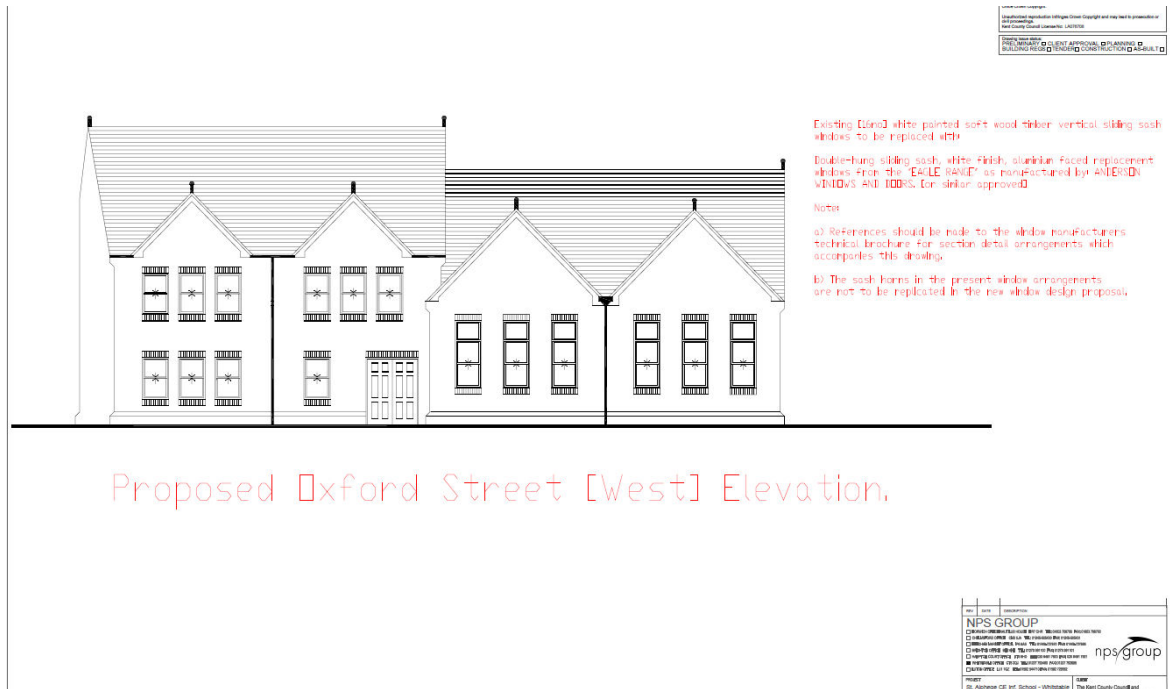 Unauthorised reproduction infringes Crown Copyright and may lead to prosecution or
civil proceedings.
Kent County Council Licence No:
Drawing issue status
PRELIMINARY CLIENT APPROVAL PLANNING
BUILDING REGS TENDER CONSTRUCTION AS-BUILT
Existing [16no] white painted soft wood timber vertical sliding sash
windows to be replaced with:
Double-hung sliding sash, white finish, aluminium faced replacement
windows from the "EAGLE RANGE" as manufactured by: ANDERSON
WINDOWS AND DOORS. [or similar approved]
Note:
a) References should be made to the window manufacturers
technical brochure for section detail arrangements which
accompanies this drawing.
b) The sash horns in the present window arrangements
are not to be replicated in the new window design proposal.
Proposed Oxford Street [West] Elevation.
REV DATE DESCRIPTION
NPS GROUP
nps group
PROJECT
St. Alphege CE Inf. School - Whitstable
CLIENT
The Kent County Council and